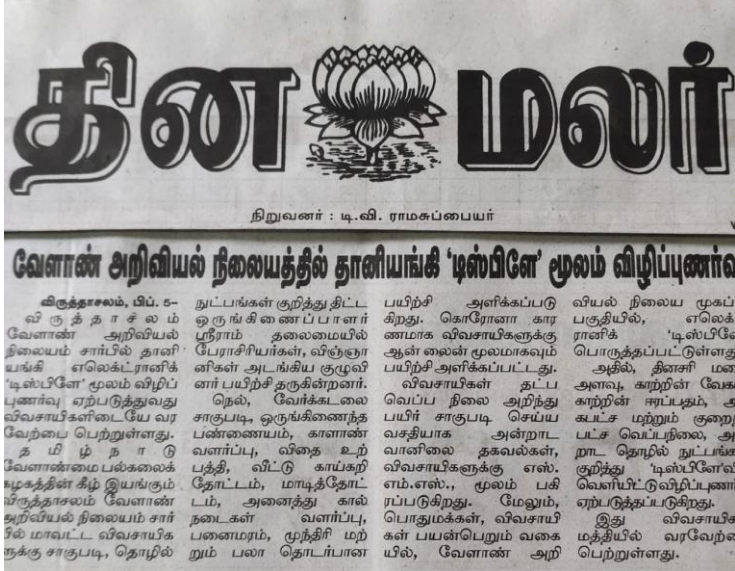 தின மலர்
நிறுவனர் : டி.வி. ராமசுப்பையர்
வேளாண் அறிவியல் நிலையத்தில் தானியங்கி 'டிஸ்பிளே' மூலம் விழிப்புணர்வு
விருத்தாசலம், பிப். 5–
விருத்தாசலம்
வேளாண் அறிவியல்
நிலையம் சார்பில் தானி
யங்கி எலெக்ட்ரானிக்
'டிஸ்பிளே' மூலம் விழிப்
புணர்வு ஏற்படுத்துவது
விவசாயிகளிடையே வர
வேற்பை பெற்றுள்ளது.
தமிழ்நாடு
வேளாண்மை பல்கலைக்
கழகத்தின் கீழ் இயங்கும்
விருத்தாசலம் வேளாண்
அறிவியல் நிலையம் சார்
பில் மாவட்ட விவசாயிக
ளுக்கு சாகுபடி, தொழில்
நுட்பங்கள் குறித்து திட்ட
ஒருங்கிணைப்பாளர்
ஸ்ரீராம் தலைமையில்
பேராசிரியர்கள், விஞ்ஞா
னிகள் அடங்கிய குழுவி
னர் பயிற்சி தருகின்றனர்.
நெல், வேர்க்கடலை
சாகுபடி, ஒருங்கிணைந்த
பண்ணையம், காளாண்
வளர்ப்பு, விதை உற்
பத்தி, வீட்டு காய்கறி
தோட்டம், மாடித்தோட்
டம், அனைத்து கால்
நடைகள் வளர்ப்பு,
பனைமரம், முந்திரி மற்
றும் பலா தொடர்பான
பயிற்சி அளிக்கப்படு
கிறது. கொரோனா கார
ணமாக விவசாயிகளுக்கு
ஆன் லைன் மூலமாகவும்
பயிற்சி அளிக்கப்பட்டது.
விவசாயிகள் தட்ப
வெப்ப நிலை அறிந்து
பயிர் சாகுபடி செய்ய
வசதியாக அன்றாட
வானிலை தகவல்கள்,
விவசாயிகளுக்கு எஸ்.
எம்.எஸ்., மூலம் பகி
ரப்படுகிறது. மேலும்,
பொதுமக்கள், விவசாயி
கள் பயன்பெறும் வகை
யில், வேளாண் அறி
வியல் நிலைய முகப்
பகுதியில், எலெக்
ரானிக் 'டிஸ்பிளே
பொருத்தப்பட்டுள்ளது
அதில், தினசரி மழை
அளவு, காற்றின் வேக
காற்றின் ஈரப்பதம், அ
கபட்ச மற்றும் குறைந்
பட்ச வெப்பநிலை, அ
றாட தொழில் நுட்பங்க
குறித்து 'டிஸ்பிளே'வி
வெளியிட்டு விழிப்புணர்
ஏற்படுத்தப்படுகிறது.
இது விவசாயிக
மத்தியில் வரவேற்பை
பெற்றுள்ளது.